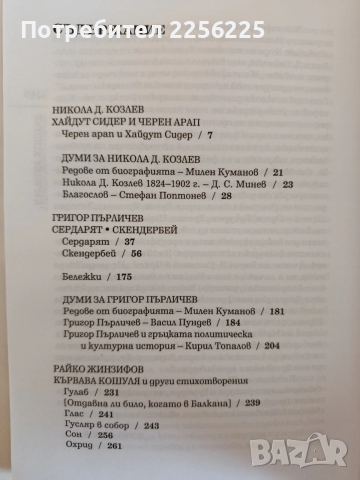 Потребител 2256225
СЪДЪРЖАНИЕ
НИКОЛА Д. КОЗЛЕВ
ХАЙДУТ СИДЕР И ЧЕРЕН АРАП
Черен арап и Хайдут Сидер / 7
ДУМИ ЗА НИКОЛА Д. КОЗЛЕВ
Редове от биографията – Милен Куманов / 21
Никола Д. Козлев 1824–1902 г. – Д. С. Минев / 23
Благослов – Стефан Поптонев / 28
ГРИГОР ПЪРЛИЧЕВ
СЕРДАРЯТ • СКЕНДЕРБЕЙ
Сердарят / 37
Скендербей / 56
Бележки / 175
ДУМИ ЗА ГРИГОР ПЪРЛИЧЕВ
Редове от биографията – Милен Куманов / 181
Григор Пърличев – Васил Пундев / 184
Григор Пърличев и гръцката политическа
и културна история – Кирил Топалов / 204
РАЙКО ЖИНЗИФОВ
КЪРВАВА КОШУЛЯ и други стихотворения
Гулаб / 231
[Отдавна ли било, когато в Балкана] / 239
Глас / 241
Гусляр в собор / 243
Сон / 256
Охрид / 261
BAZAR